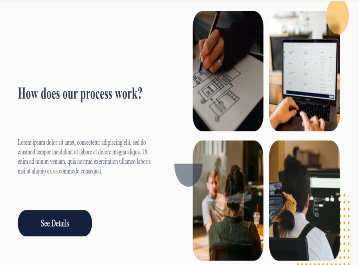 How does our process work?
Lorem ipsum dolor sit amet, consectetur adipiscing elit, sed do
eiusmod tempor incididunt ut labore et dolore magna aliqua. Ut
enim ad minim veniam, quis nostrud exercitation ullamco laboris
nisi ut aliquip ex ea commodo consequat.
See Details